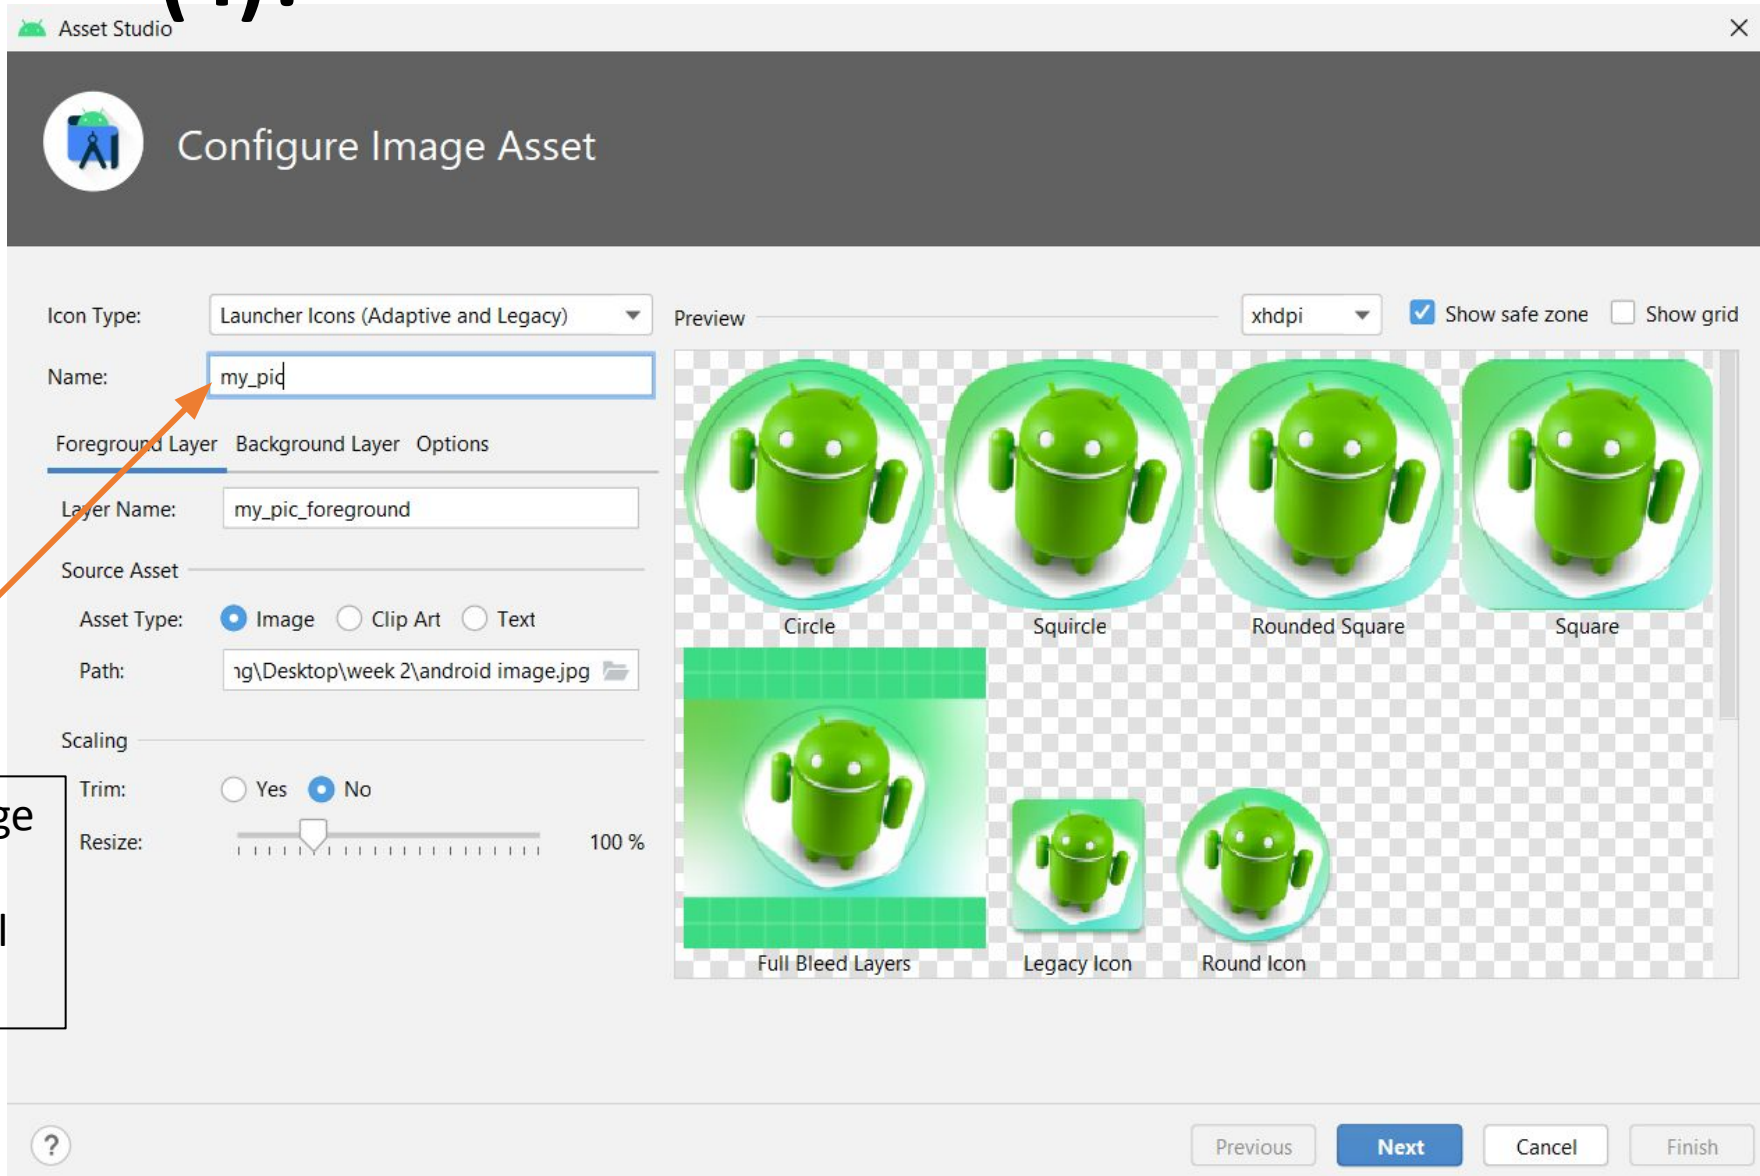 (4).
Asset Studio
Configure Image Asset
Icon Type: Launcher Icons (Adaptive and Legacy)
Name: my_pic
Foreground Layer Background Layer Options
Layer Name: my_pic_foreground
Source Asset
Asset Type: Image Clip Art Text
Path: ng\Desktop\week 2\android image.jpg
Scaling
Trim: Yes No
Resize: 100 %
Preview xhdpi Show safe zone Show grid
Circle Squircle Rounded Square Square
Full Bleed Layers Legacy Icon Round Icon
? Previous Next Cancel Finish